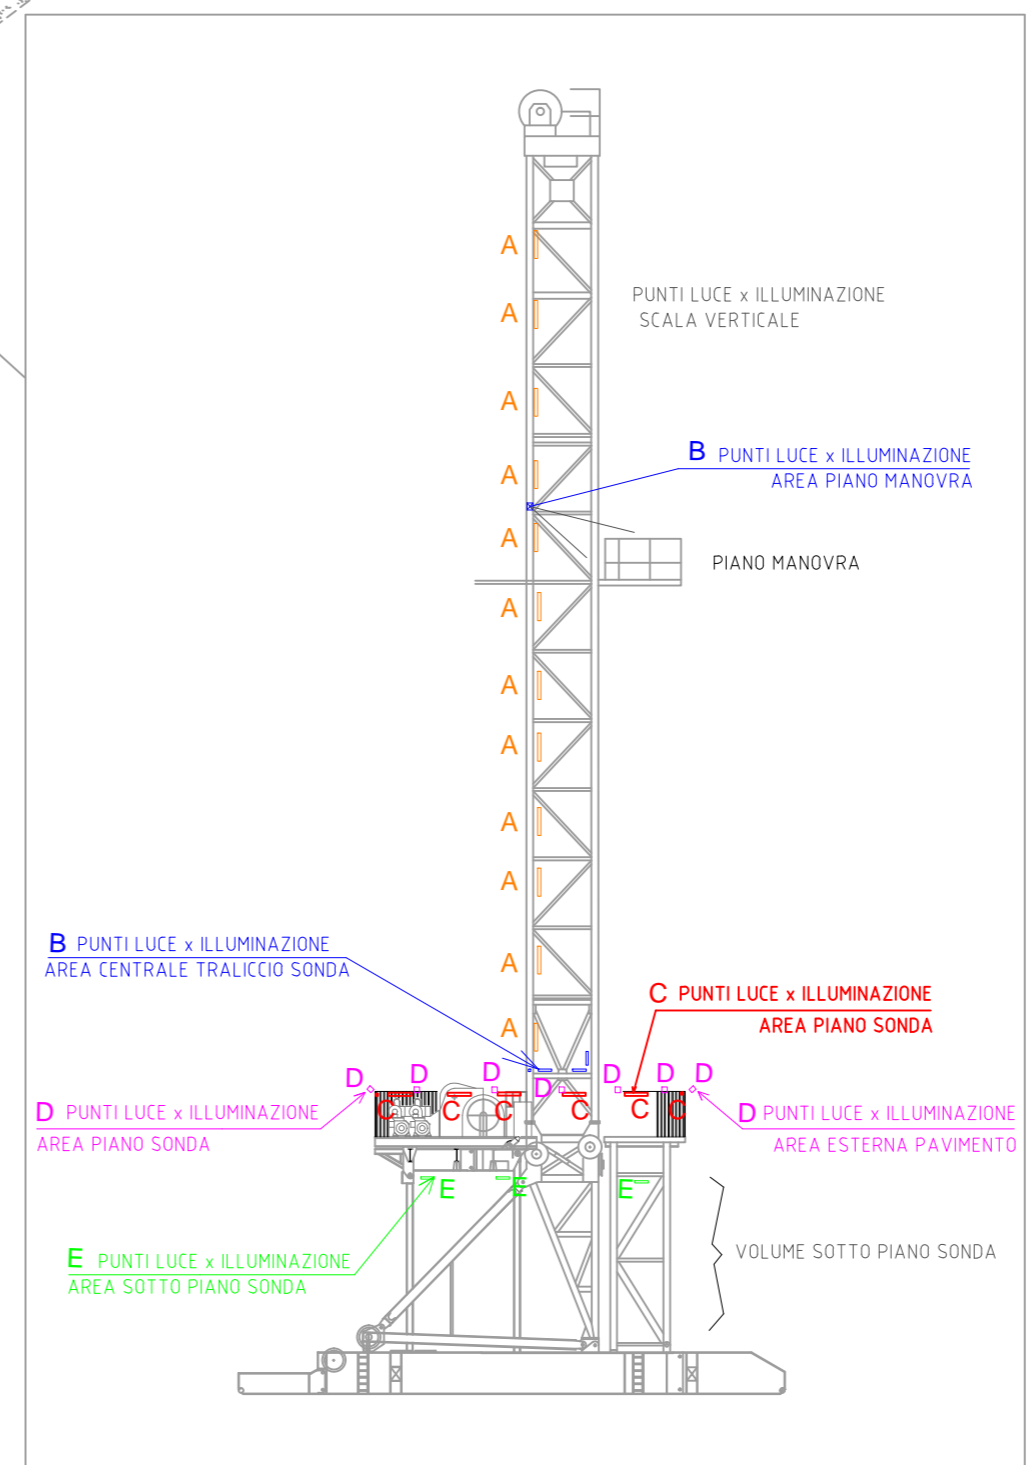 A
PUNTI LUCE x ILLUMINAZIONE
SCALA VERTICALE
A
A
B PUNTI LUCE x ILLUMINAZIONE
AREA PIANO MANOVRA
A
A
PIANO MANOVRA
A
A
A
A
A
B PUNTI LUCE x ILLUMINAZIONE
AREA CENTRALE TRALICCIO SONDA
A
C PUNTI LUCE x ILLUMINAZIONE
AREA PIANO SONDA
A
D D D D D D D
C C C C C C
D PUNTI LUCE x ILLUMINAZIONE
AREA PIANO SONDA
D PUNTI LUCE x ILLUMINAZIONE
AREA ESTERNA PAVIMENTO
E E E
E PUNTI LUCE x ILLUMINAZIONE
AREA SOTTO PIANO SONDA
VOLUME SOTTO PIANO SONDA